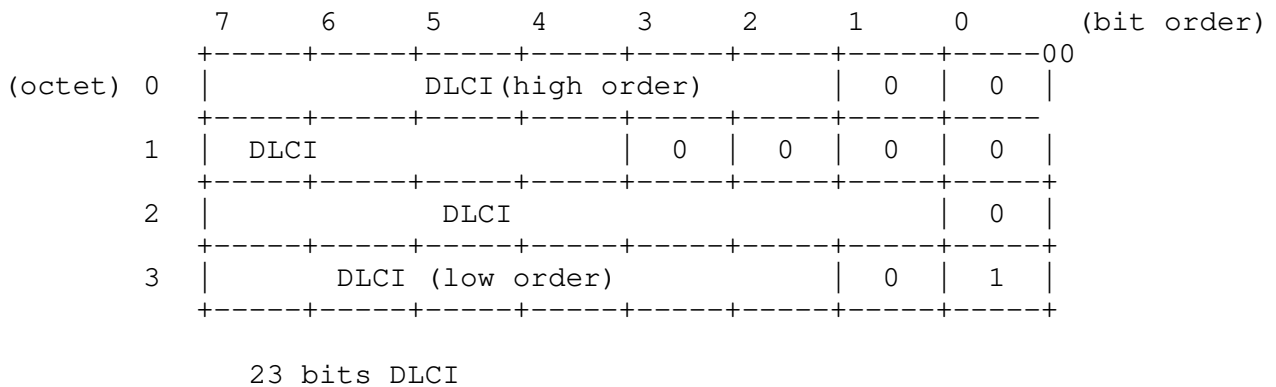 7     6     5     4     3     2     1     0      (bit order)
           +-----+-----+-----+-----+-----+-----+-----+-----00
(octet) 0  |            DLCI(high order)       |  0  |  0  |
           +-----+-----+-----+-----+-----+-----+-----+-----
        1  |  DLCI                 |  0  |  0  |  0  |  0  |
           +-----+-----+-----+-----+-----+-----+-----+-----+
        2  |             DLCI                        |  0  |
           +-----+-----+-----+-----+-----+-----+-----+-----+
        3  |       DLCI (low order)            |  0  |  1  |
           +-----+-----+-----+-----+-----+-----+-----+-----+
              23 bits DLCI